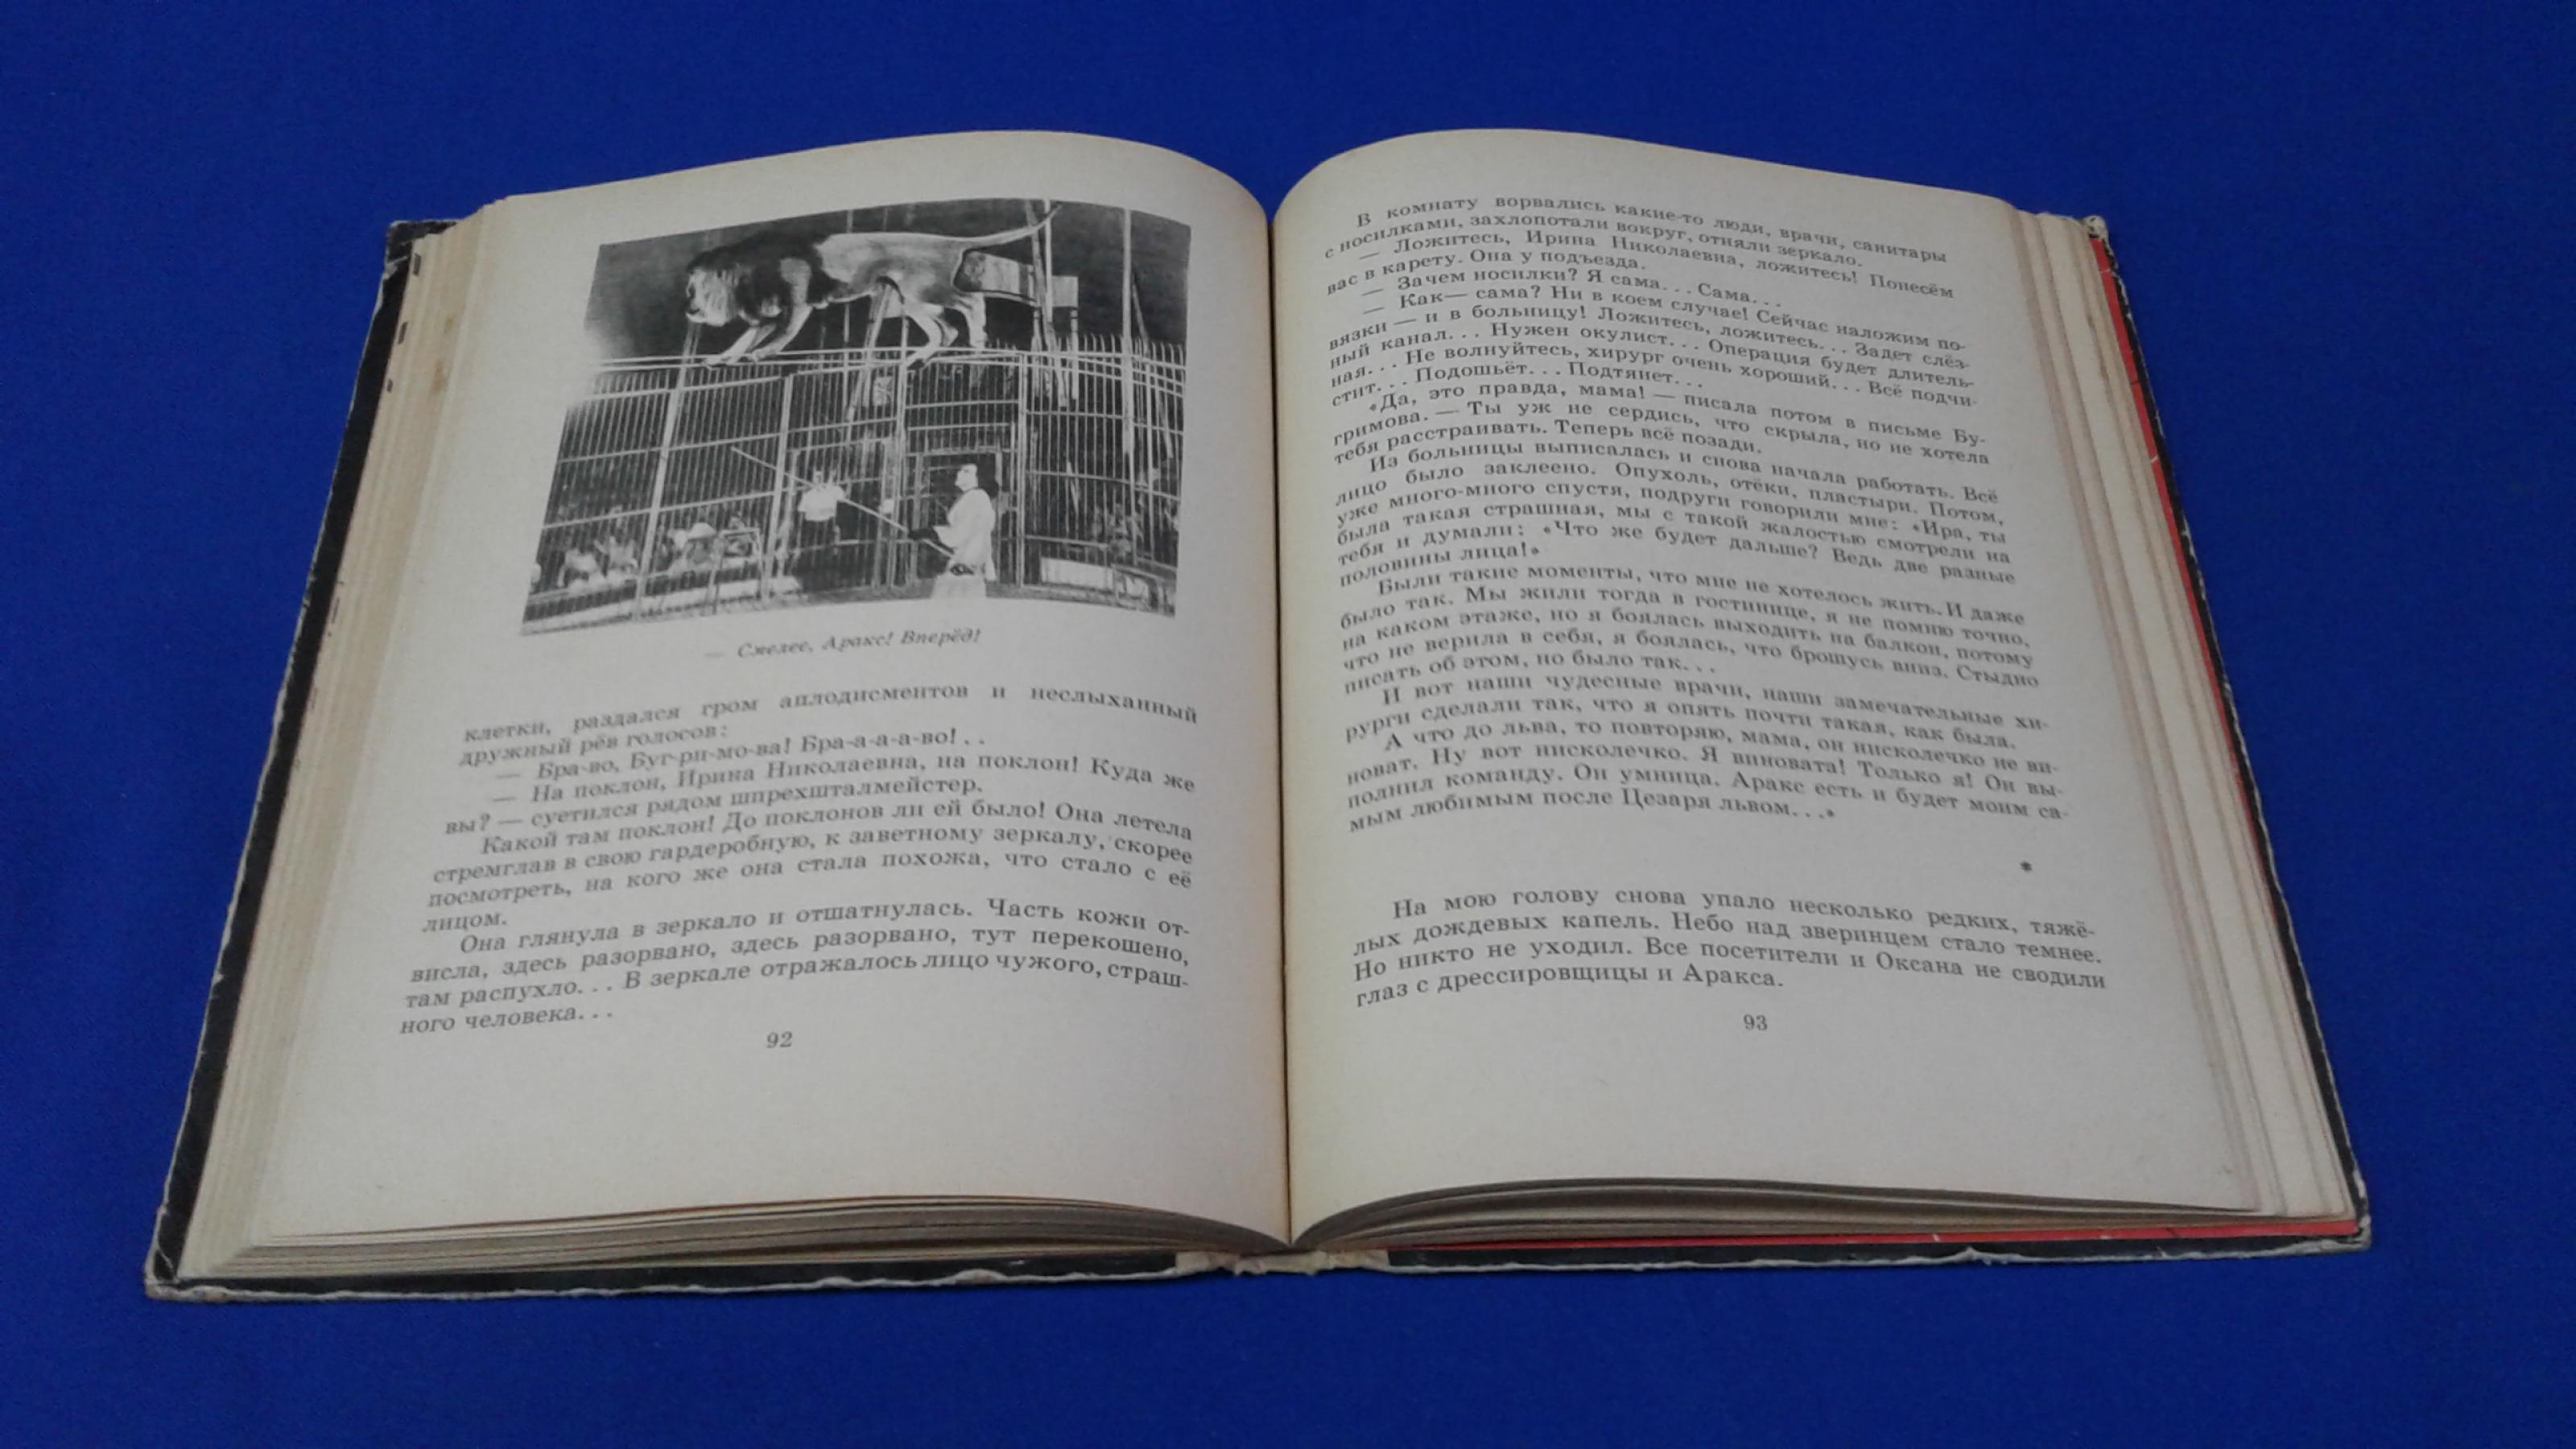 — Смелее, Аракс! Вперёд!
клетки, раздался гром аплодисментов и неслыханный
дружный рёв голосов:
— Бра-во, Буг-ри-мо-ва! Бра-а-а-а-во!..
— На поклон, Ирина Николаевна, на поклон! Куда же
вы? — суетился рядом шпрехшталмейстер.
Какой там поклон! До поклонов ли ей было! Она летела
стремглав в свою гардеробную, к заветному зеркалу, скорее
посмотреть, на кого же она стала похожа, что стало с её
лицом.
Она глянула в зеркало и отшатнулась. Часть кожи от-
висла, здесь разорвано, здесь разорвано, тут перекошено,
там распухло... В зеркале отражалось лицо чужого, страш-
ного человека...
92
В комнату ворвались какие-то люди, врачи, санитары
с носилками, захлопотали вокруг, отняли зеркало.
— Ложитесь, Ирина Николаевна, ложитесь! Понесём
вас в карету. Она у подъезда.
— Зачем носилки? Я сама... Сама...
— Как— сама? Ни в коем случае! Сейчас наложим по-
вязки — и в больницу! Ложитесь, ложитесь... Задет слёз-
ный канал... Нужен окулист... Операция будет длитель-
ная... Не волнуйтесь, хирург очень хороший... Всё подчи-
стит... Подошьёт... Подтянет...
«Да, это правда, мама! — писала потом в письме Бу-
гримова. — Ты уж не сердись, что скрыла, но не хотела
тебя расстраивать. Теперь всё позади.
Из больницы выписалась и снова начала работать. Всё
лицо было заклеено. Опухоль, отёки, пластыри. Потом,
уже много-много спустя, подруги говорили мне: «Ира, ты
была такая страшная, мы с такой жалостью смотрели на
тебя и думали: «Что же будет дальше? Ведь две разные
половины лица!»
Были такие моменты, что мне не хотелось жить. И даже
было так. Мы жили тогда в гостинице, я не помню точно,
на каком этаже, но я боялась выходить на балкон, потому
что не верила в себя, я боялась, что брошусь вниз. Стыдно
писать об этом, но было так...
И вот наши чудесные врачи, наши замечательные хи-
рурги сделали так, что я опять почти такая, как была.
А что до льва, то повторяю, мама, он нисколечко не ви-
новат. Ну вот нисколечко. Я виновата! Только я! Он вы-
полнил команду. Он умница. Аракс есть и будет моим са-
мым любимым после Цезаря львом...»
*
На мою голову снова упало несколько редких, тяжё-
лых дождевых капель. Небо над зверинцем стало темнее.
Но никто не уходил. Все посетители и Оксана не сводили
глаз с дрессировщицы и Аракса.
93